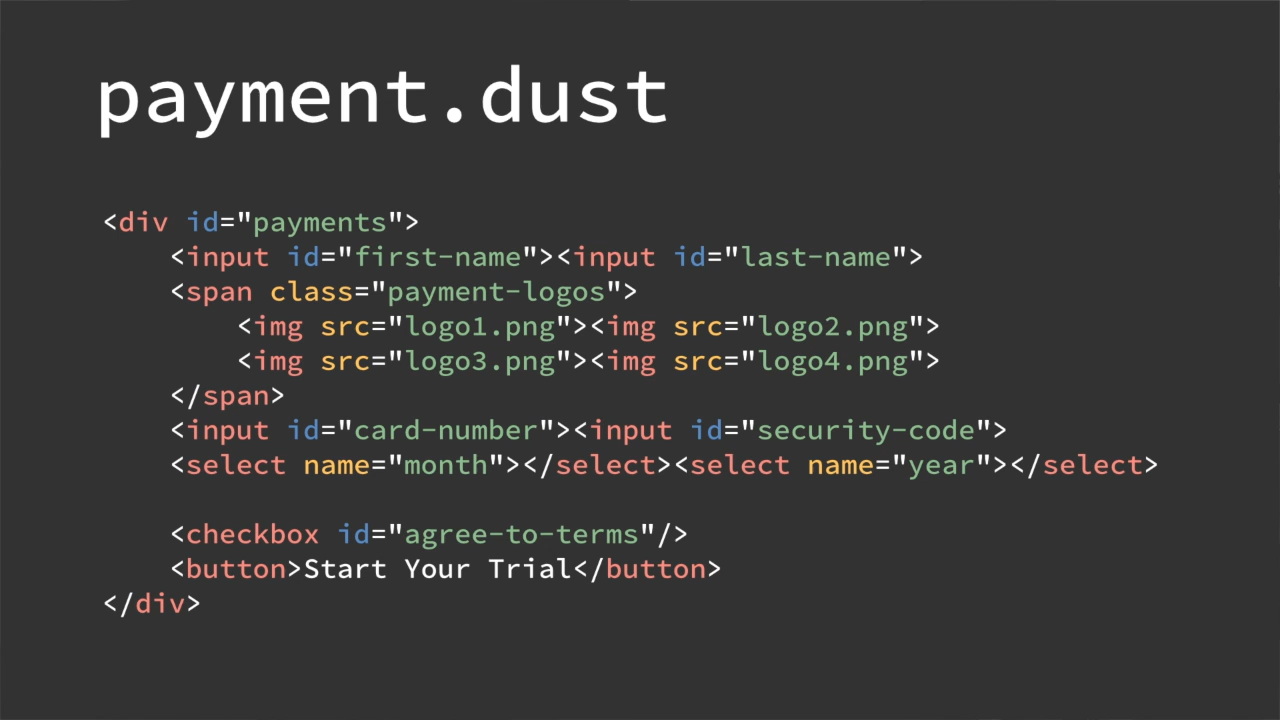 payment.dust
<div id="payments">
    <input id="first-name"><input id="last-name">
    <span class="payment-logos">
        <img src="logo1.png"><img src="logo2.png">
        <img src="logo3.png"><img src="logo4.png">
    </span>
    <input id="card-number"><input id="security-code">
    <select name="month"></select><select name="year"></select>
    <checkbox id="agree-to-terms"/>
    <button>Start Your Trial</button>
</div>